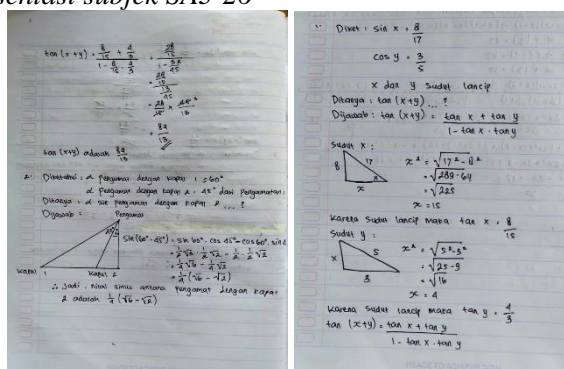 subjek SA3-20
tan (x+y) = 8/15 + 4/3 / 1 - 8/15 · 4/3 = 28/15 / 1 - 32/45
= 28/15 / 13/45
= 28/15 × 45³/13
= 84/13
tan (x+y) adalah 84/13
2. Diketahui : ∠ pengamat dengan kapal 1 = 60°
∠ pengamat dengan kapal 2 = 45° dari pengamatan
Ditanya : ∠ sin pengamat dengan kapal 2 ... ?
Dijawab :
Pengamat
kapal 1
kapal 2
sin (60° - 45°) = sin 60° . cos 45° - cos 60° . sin
= 1/2 √3 . 1/2 √2 - 1/2 . 1/2 √2
= 1/4 √6 - 1/4 √2
= 1/4 (√6 - √2)
∴ Jadi, nilai sinus antara pengamat dengan kapal
2 adalah 1/4 (√6 - √2)
1. Diket : sin x = 8/17
cos y = 3/5
x dan y sudut lancip
Ditanya : tan (x+y) ... ?
Dijawab : tan (x+y) = tan x + tan y / 1 - tan x . tan y
Sudut x :
8
17
x
x
x² = √17² - 8²
= √289 - 64
= √225
x = 15
Karena sudut lancip maka tan x = 8/15
Sudut y :
x
5
3
x² = √5² - 3²
= √25 - 9
= √16
x = 4
Karena sudut lancip maka tan y = 4/3
tan (x+y) = tan x + tan y / 1 - tan x . tan y